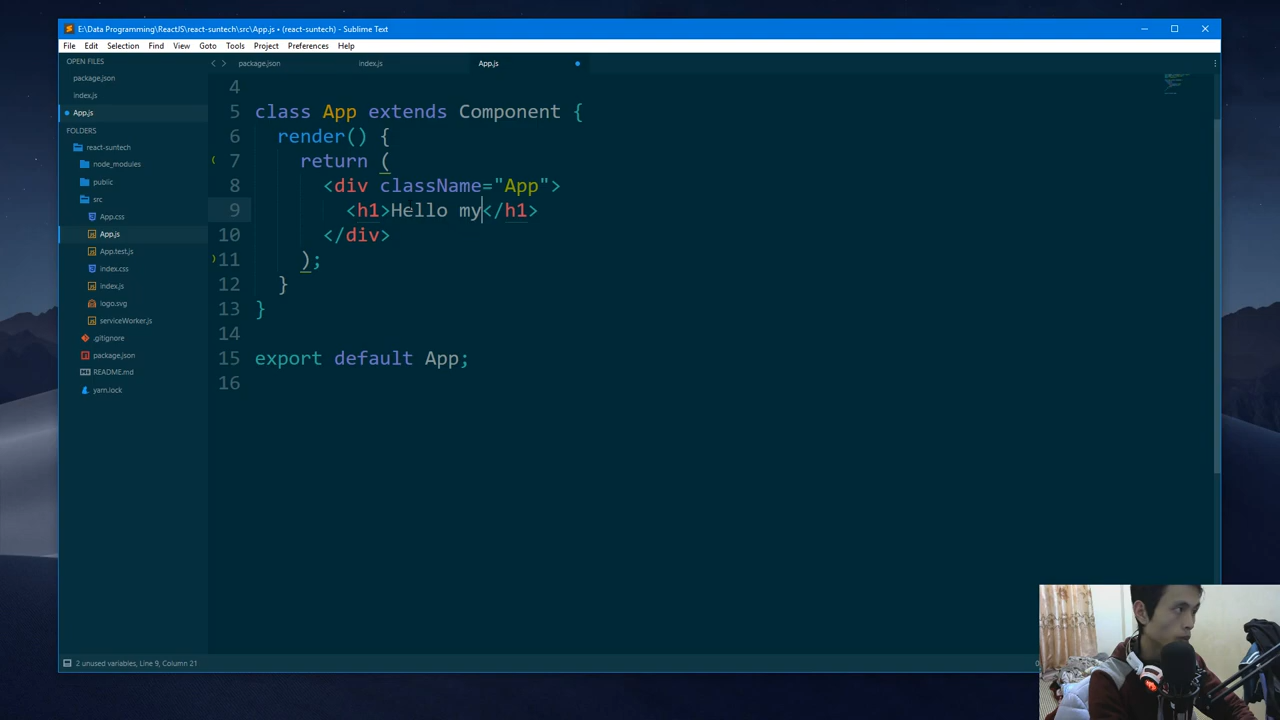 E:\Data Programming\ReactJS\react-suntech\src\App.js • (react-suntech) - Sublime Text
File Edit Selection Find View Goto Tools Project Preferences Help
OPEN FILES
package.json
index.js
App.js
FOLDERS
react-suntech
node_modules
public
src
App.css
App.js
App.test.js
index.css
index.js
logo.svg
serviceWorker.js
.gitignore
package.json
README.md
yarn.lock
package.json index.js App.js
4
5 class App extends Component {
6 render() {
7 return (
8 <div className="App">
9 <h1>Hello my</h1>
10 </div>
11 );
12 }
13 }
14
15 export default App;
16
2 unused variables, Line 9, Column 21